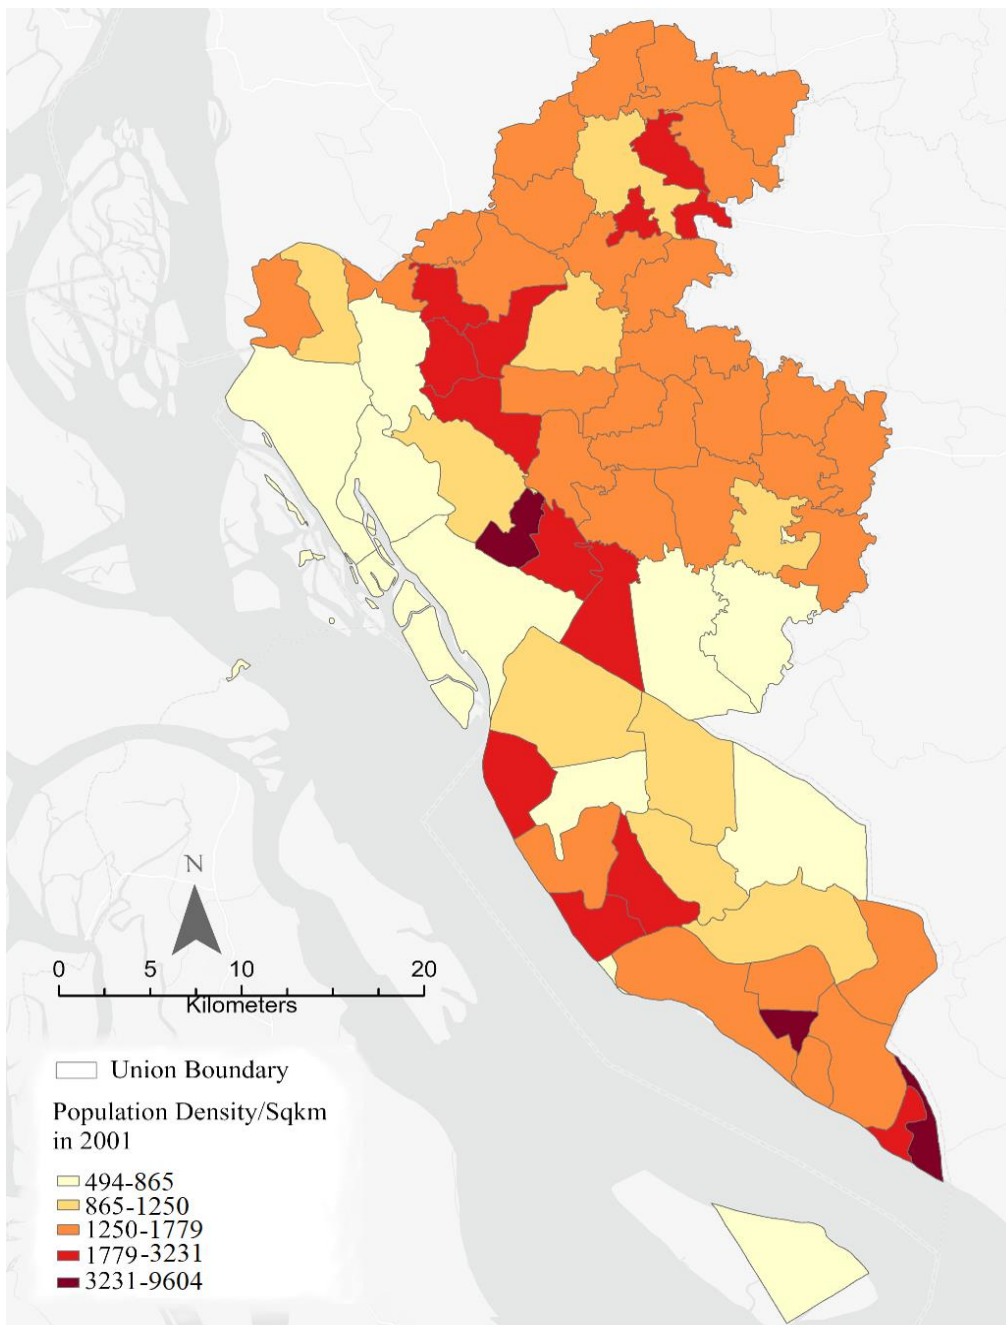 N
0 5 10 20
Kilometers
Union Boundary
Population Density/Sqkm
in 2001
494-865
865-1250
1250-1779
1779-3231
3231-9604